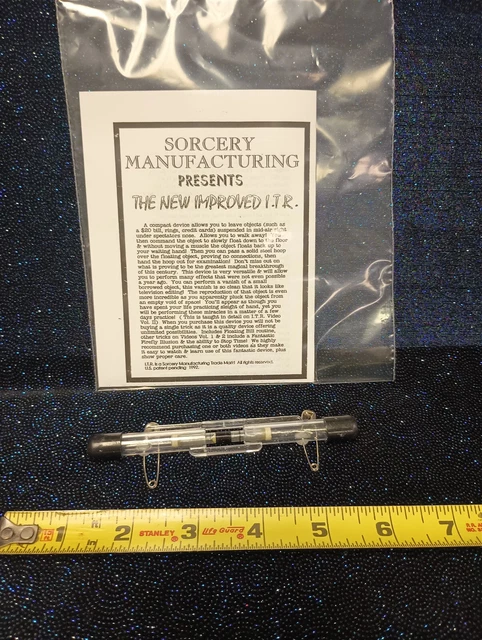 SORCERY
MANUFACTURING
PRESENTS
THE NEW IMPROVED I.T.R.
A compact device allows you to leave objects (such as
a $20 bill, rings, credit cards) suspended in mid-air right
under spectators nose. Allows you to walk away! You
then command the object to slowly float down to the floor
& without moving a muscle the object floats back up to
your waiting hand! Then you can pass a solid steel hoop
over the floating object, proving no connections, then
hand the hoop out for examination! Don't miss out on
what is proving to be the greatest magical breakthrough
of this century. This device is very versatile & will allow
you to perform many effects that were not even possible
a year ago. You can perform a vanish of a small
borrowed object, this vanish is so clean that it looks like
television editing! The reproduction of that object is even
more incredible as you apparently pluck the object from
an empty void of space! You'll appear as though you
have spent your life practicing sleight of hand, yet you
will be performing these miracles in a matter of a few
days practice! (This is taught in detail on I.T.R. Video
Vol. II) When you purchase this device you will not be
buying a single trick as it is a quality device offering
unlimited possibilities. Includes Floating Bill routine,
other tricks on Videos Vol. 1 & 2 include a Fantastic
Firefly Illusion & the ability to Stop Time! We highly
recommend purchasing one or both videos as they make
it easy to watch & learn use of this fantastic device, plus
show proper care.
I.T.R. is a Sorcery Manufacturing Trade Mark! All rights reserved.
U.S. patent pending 1992.
1 in 2 STANLEY 3 Life Guard 4 5 6 7